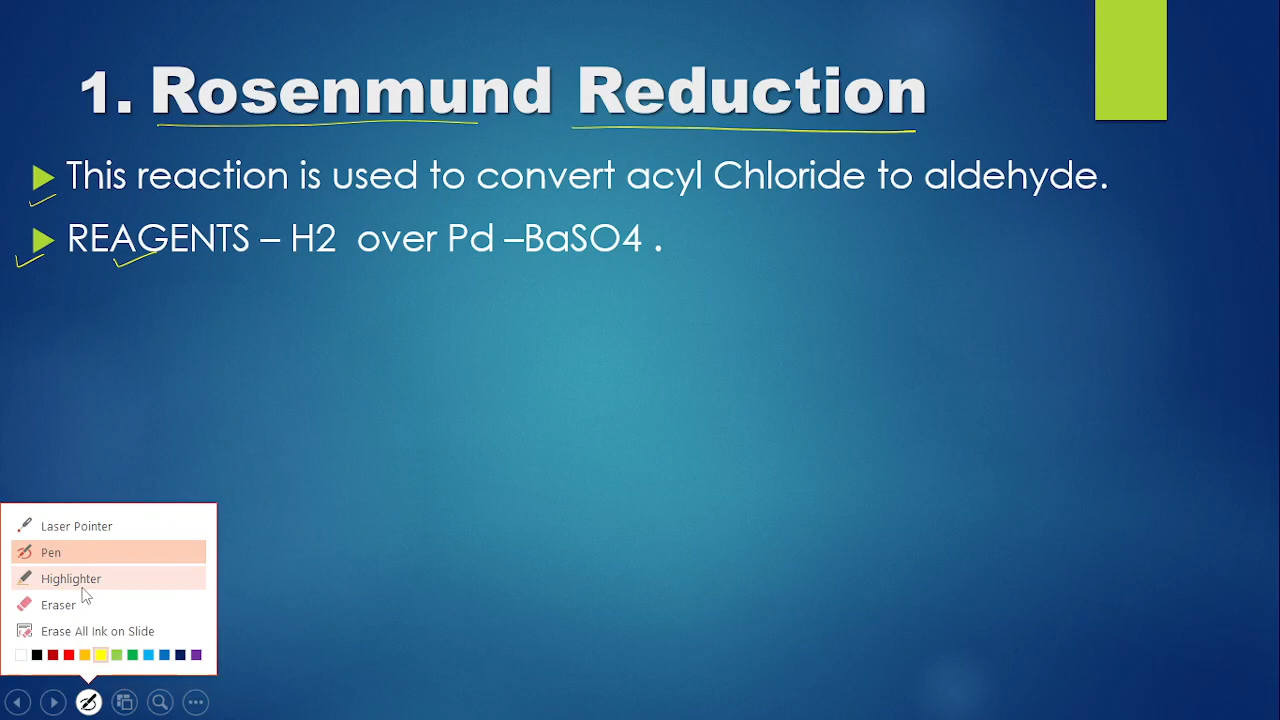 1. Rosenmund Reduction
This reaction is used to convert acyl Chloride to aldehyde.
REAGENTS – H2 over Pd –BaSO4 .
Laser Pointer
Pen
Highlighter
Eraser
Erase All Ink on Slide